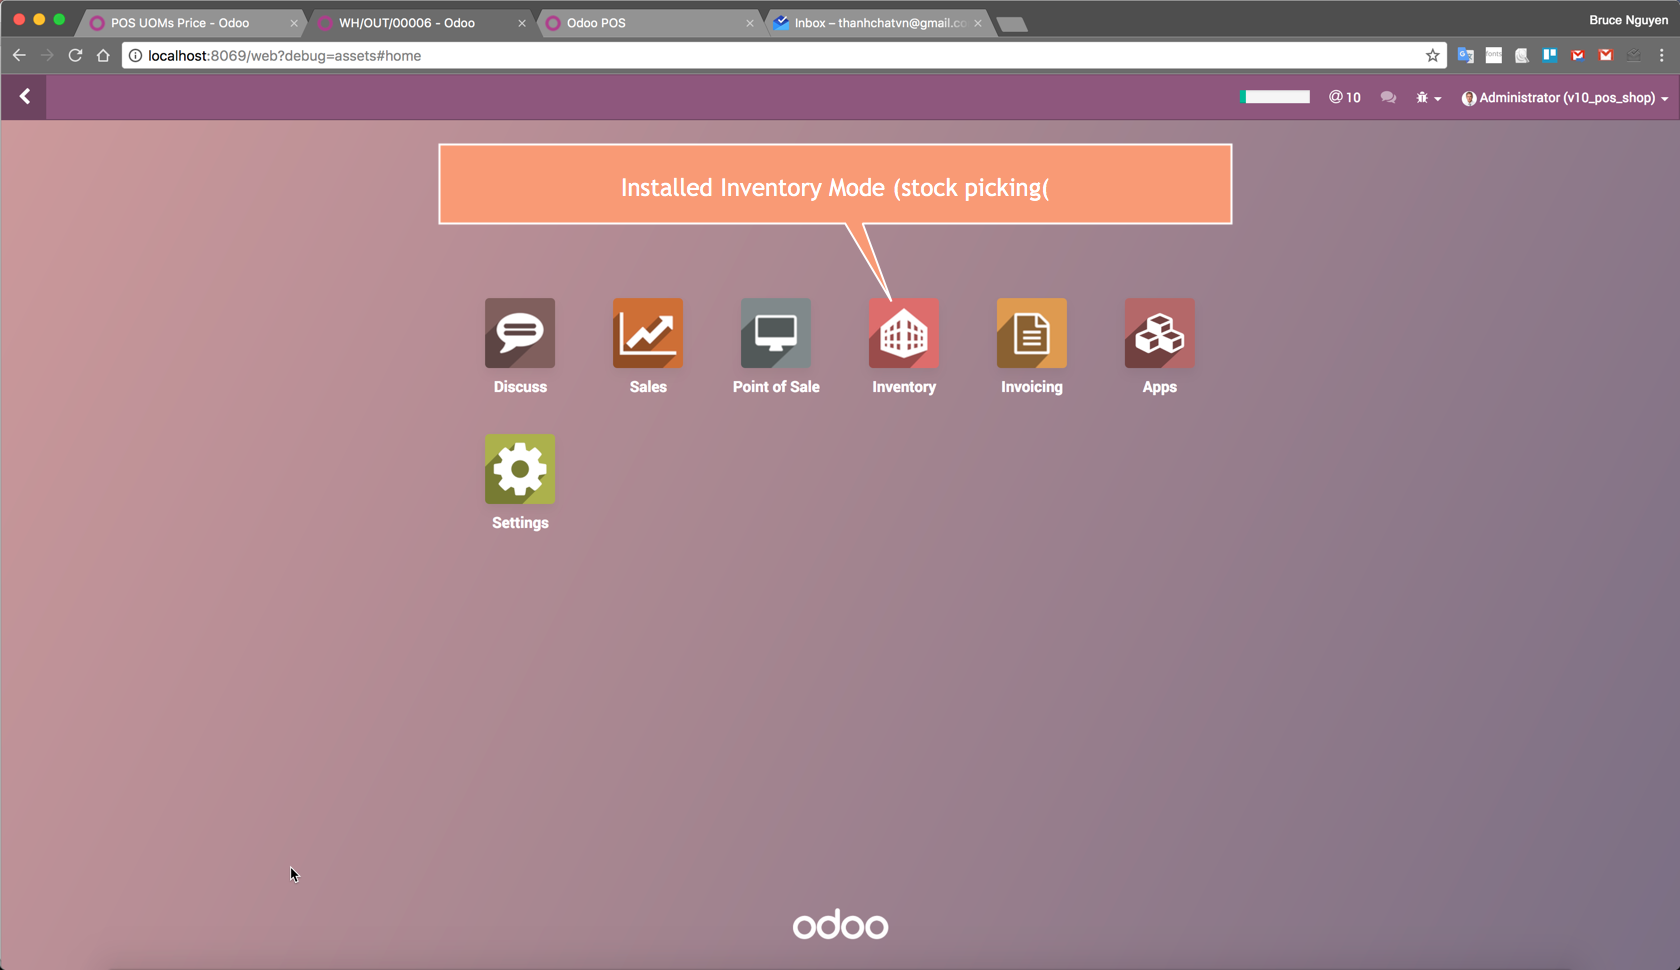 POS UOMs Price - Odoo
WH/OUT/00006 - Odoo
Odoo POS
Inbox – thanhchatvn@gmail.co
Bruce Nguyen
localhost:8069/web?debug=assets#home
@ 10
Administrator (v10_pos_shop)
Installed Inventory Mode (stock picking(
Discuss
Sales
Point of Sale
Inventory
Invoicing
Apps
Settings
odoo